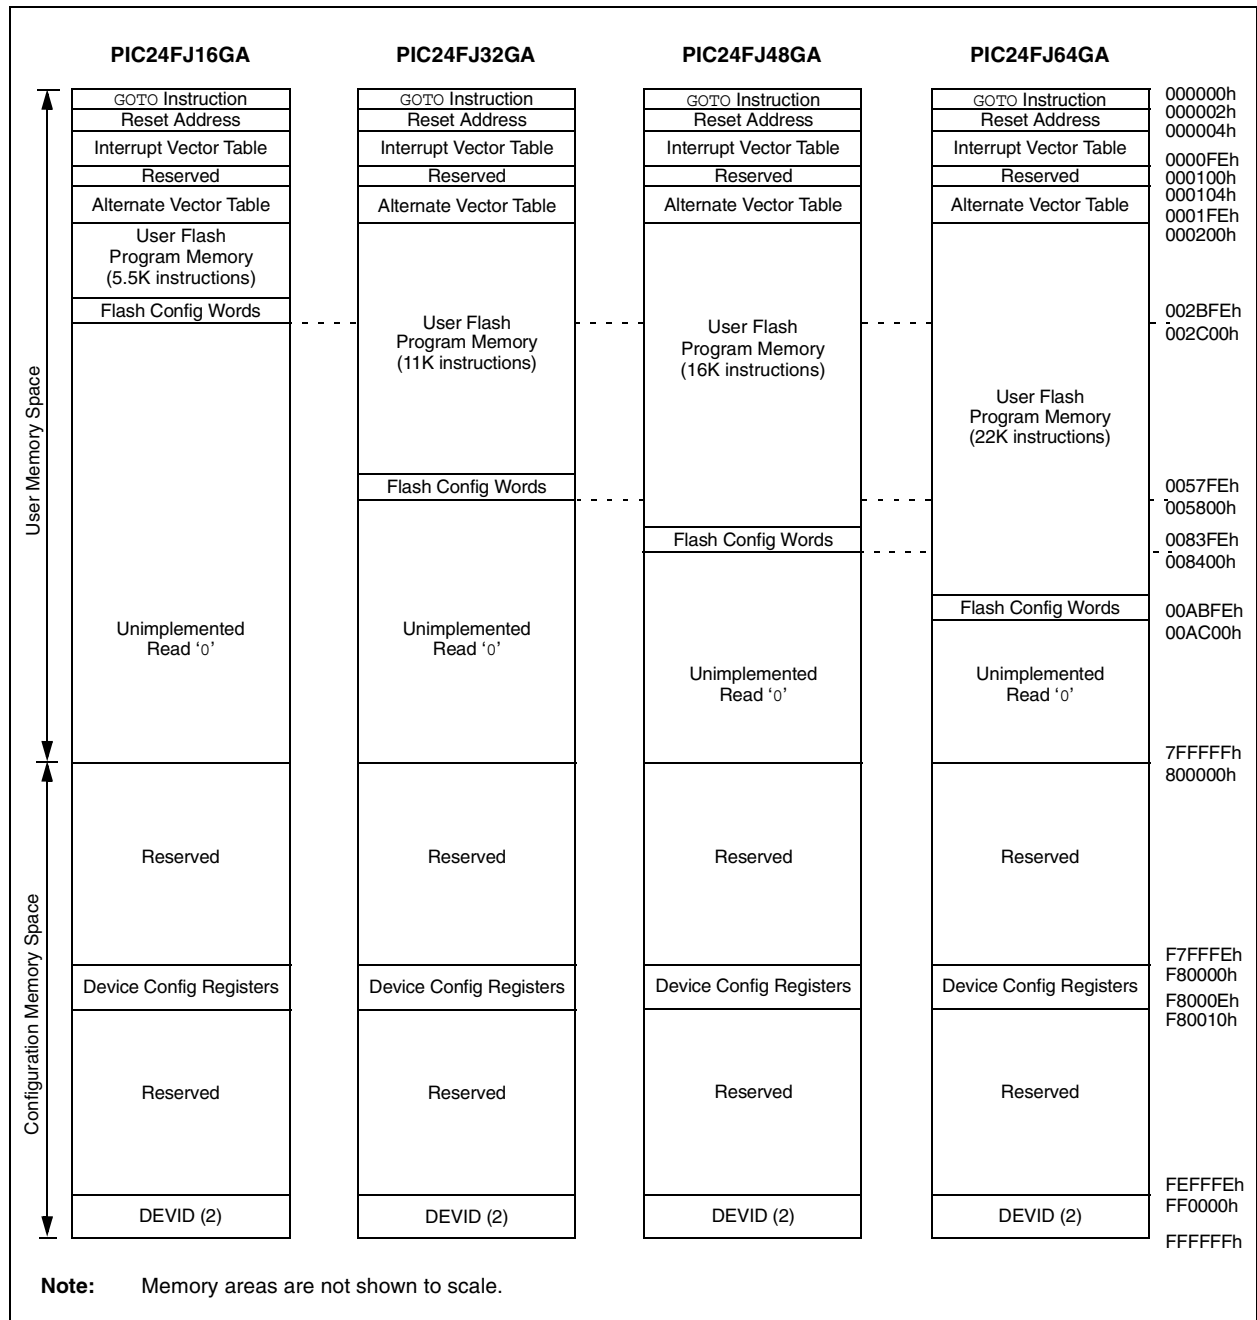 PIC24FJ16GA PIC24FJ32GA PIC24FJ48GA PIC24FJ64GA
GOTO Instruction GOTO Instruction GOTO Instruction GOTO Instruction 000000h
Reset Address Reset Address Reset Address Reset Address 000002h
000004h
Interrupt Vector Table Interrupt Vector Table Interrupt Vector Table Interrupt Vector Table
0000FEh
Reserved Reserved Reserved Reserved 000100h
000104h
Alternate Vector Table Alternate Vector Table Alternate Vector Table Alternate Vector Table
0001FEh
000200h
User Flash
Program Memory
(5.5K instructions)
Flash Config Words 002BFEh
002C00h
User Flash
Program Memory
(11K instructions)
User Flash
Program Memory
(16K instructions)
User Flash
Program Memory
(22K instructions)
User Memory Space
Flash Config Words 0057FEh
005800h
Flash Config Words 0083FEh
008400h
Flash Config Words 00ABFEh
00AC00h
Unimplemented
Read ‘0’
Unimplemented
Read ‘0’
Unimplemented
Read ‘0’
Unimplemented
Read ‘0’
7FFFFFh
800000h
Reserved Reserved Reserved Reserved
Configuration Memory Space
F7FFFEh
F80000h
Device Config Registers Device Config Registers Device Config Registers Device Config Registers
F8000Eh
F80010h
Reserved Reserved Reserved Reserved
FEFFFEh
FF0000h
DEVID (2) DEVID (2) DEVID (2) DEVID (2)
FFFFFFh
Note: Memory areas are not shown to scale.